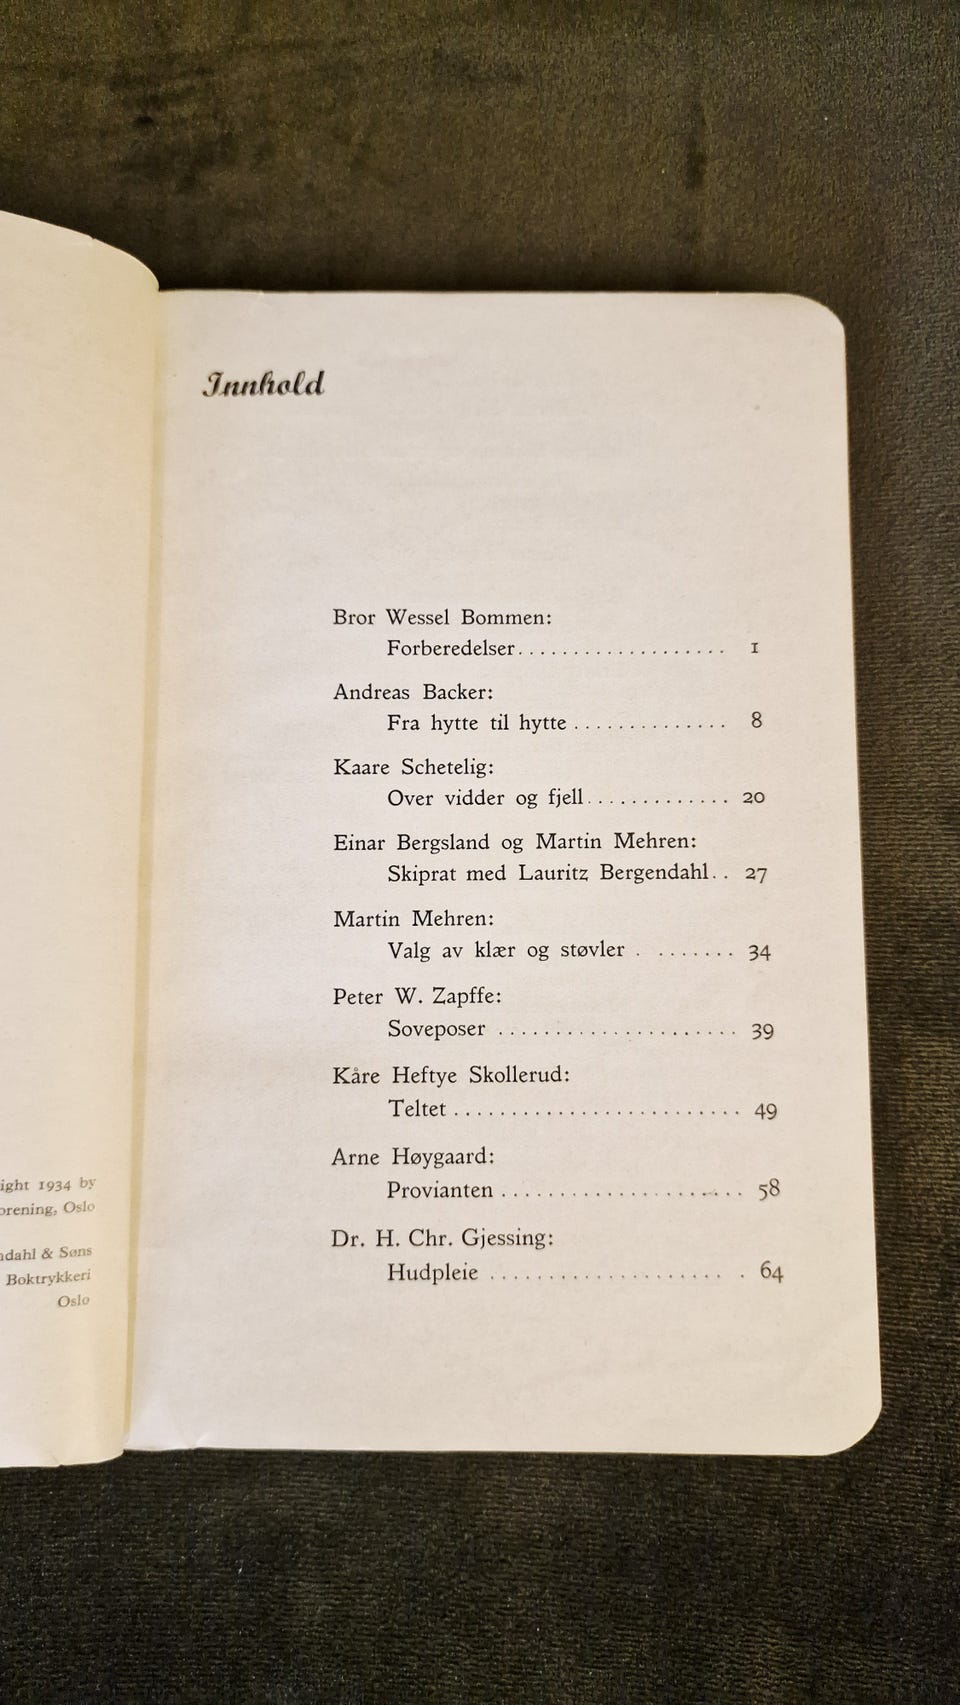 1934 by
Oslo
& Søns
Boktrykkeri
Oslo
Innhold
Bror Wessel Bommen:
Forberedelser................... 1
Andreas Backer:
Fra hytte til hytte.............. 8
Kaare Schetelig:
Over vidder og fjell............. 20
Einar Bergsland og Martin Mehren:
Skiprat med Lauritz Bergendahl.. 27
Martin Mehren:
Valg av klær og støvler . ....... 34
Peter W. Zapffe:
Soveposer ..................... 39
Kåre Heftye Skollerud:
Teltet......................... 49
Arne Høygaard:
Provianten ..................... 58
Dr. H. Chr. Gjessing:
Hudpleie .................... . 64